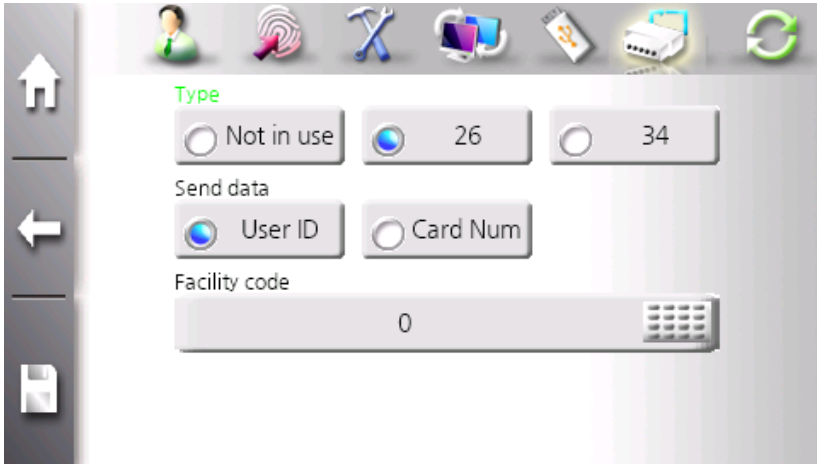 Type
Not in use 26 34
Send data
User ID Card Num
Facility code
0